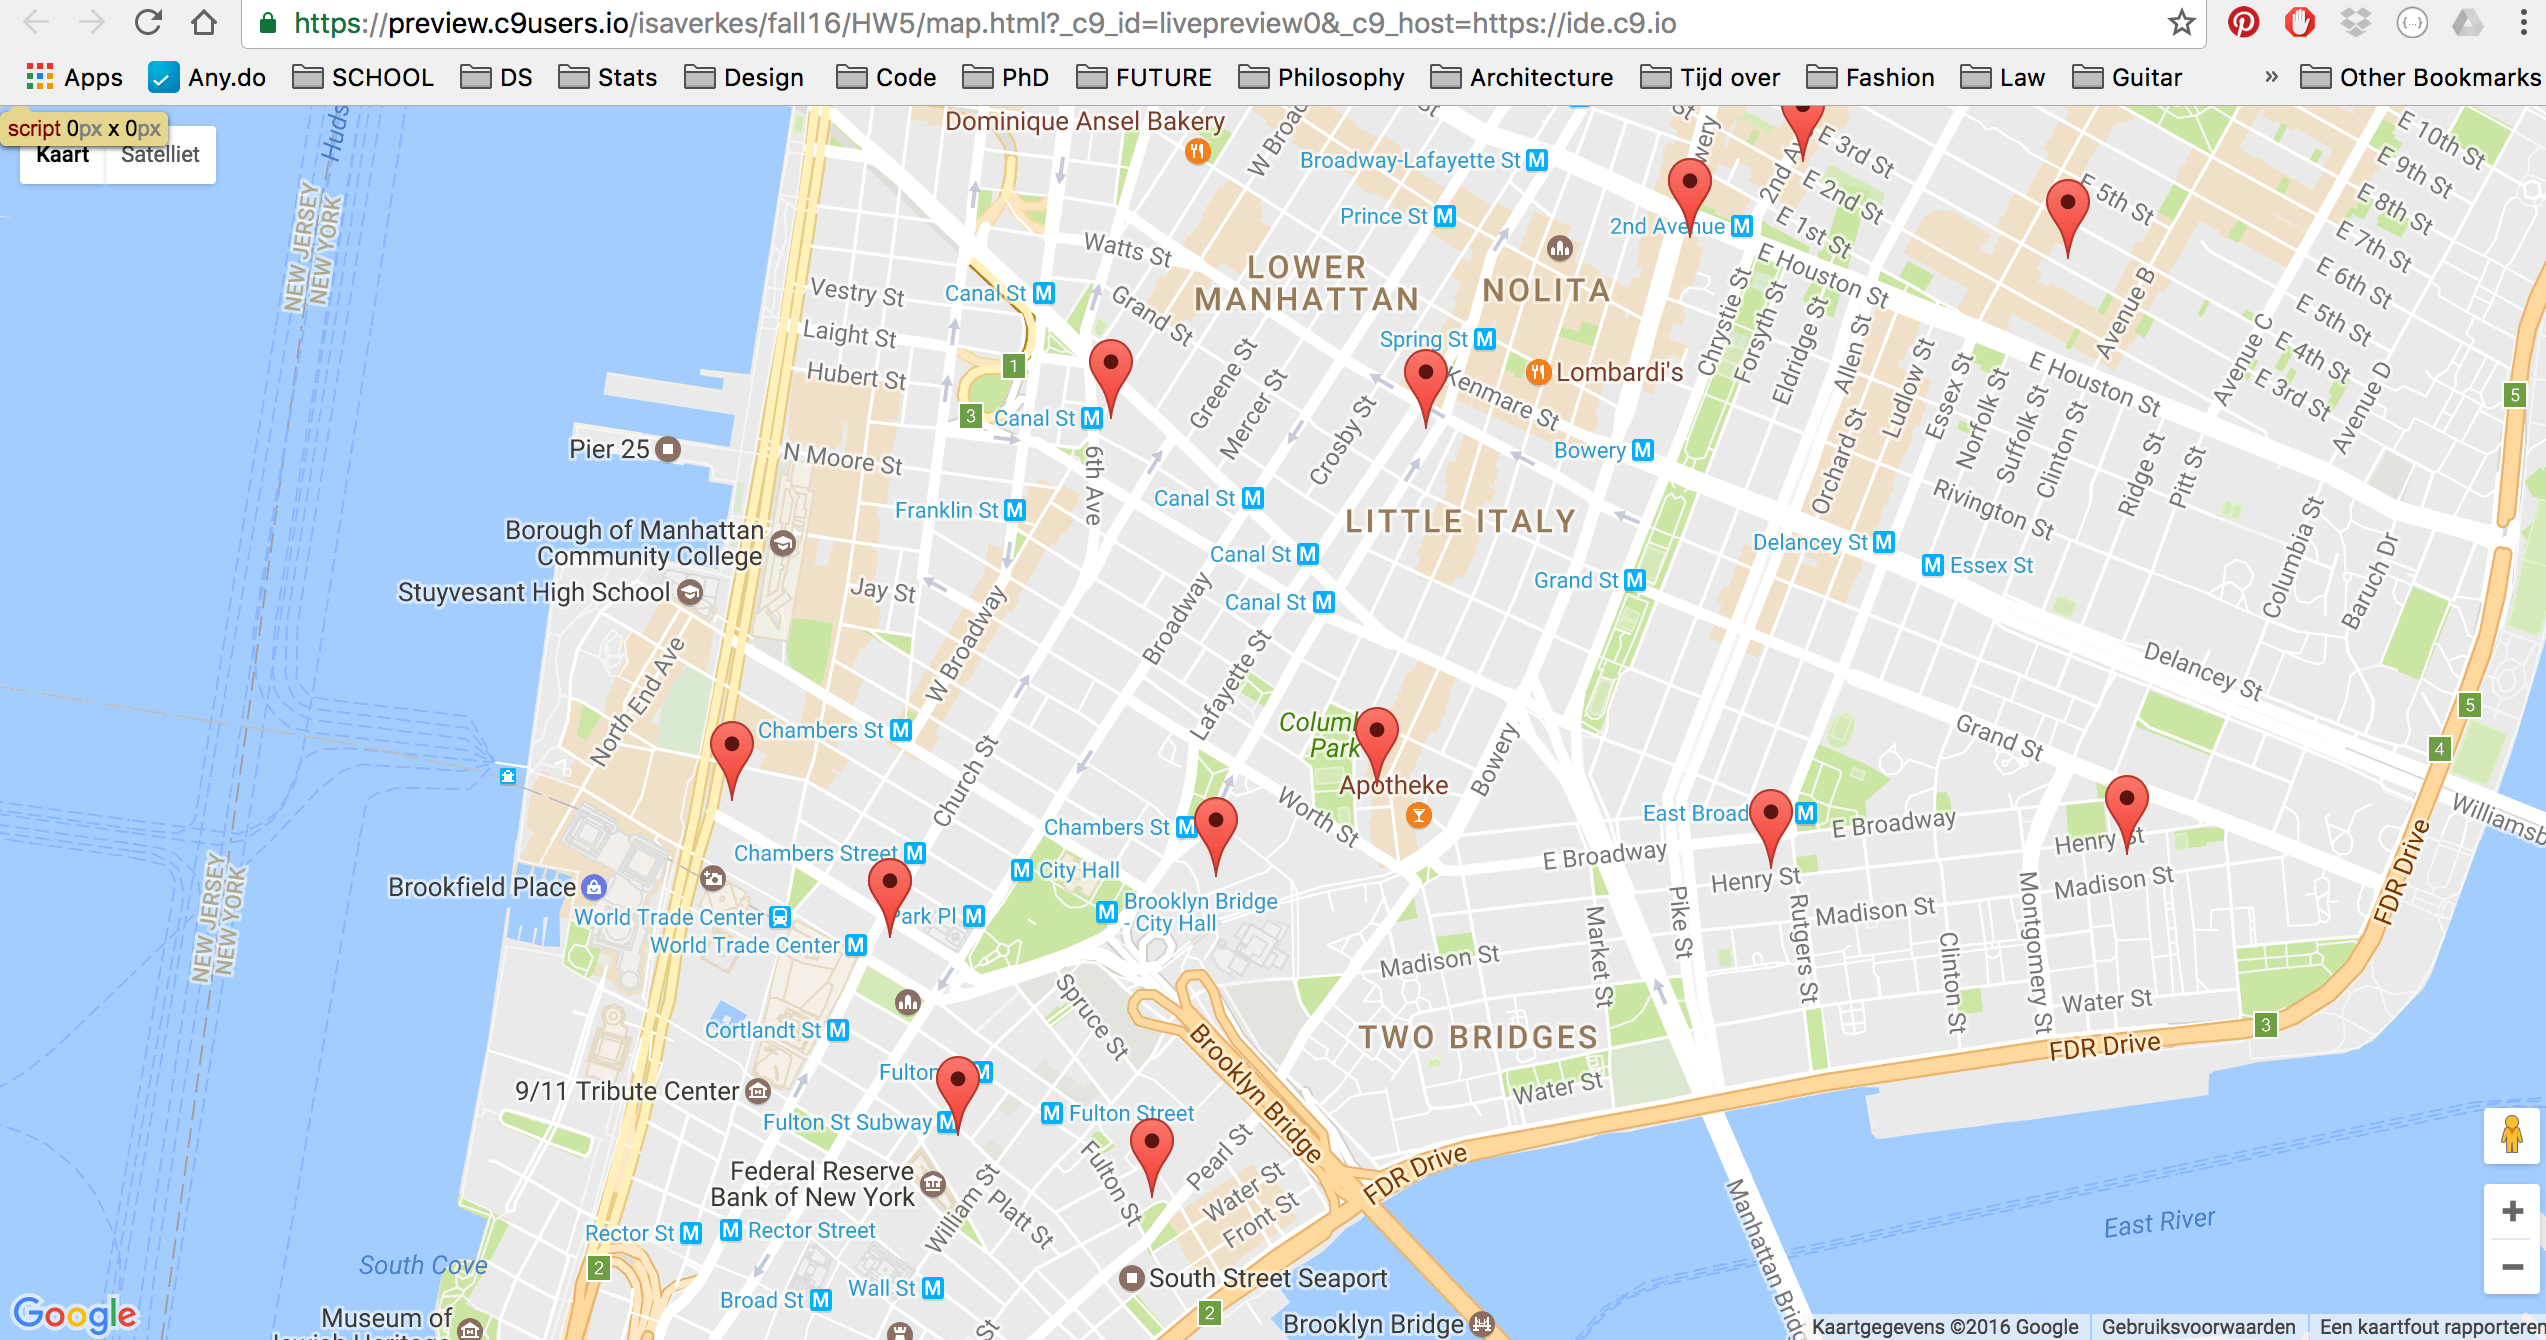 https://preview.c9users.io/isaverkes/fall16/HW5/map.html?_c9_id=livepreview0&_c9_host=https://ide.c9.io
Apps Any.do SCHOOL DS Stats Design Code PhD FUTURE Philosophy Architecture Tijd over Fashion Law Guitar » Other Bookmarks
script 0px x 0px
Kaart Satelliet
Dominique Ansel Bakery
Broadway-Lafayette St M
E 3rd St
E 10th St
E 9th St
E 2nd St
E 5th St
E 8th St
Prince St M
2nd Avenue M
E 1st St
E 7th St
NEW JERSEY
NEW YORK
Watts St
LOWER
MANHATTAN
NOLITA
E Houston St
E 6th St
Vestry St
Canal St M
Grand St
Chrystie St
Forsyth St
Eldridge St
Allen St
Avenue B
E 5th St
Laight St
Spring St M
Greene St
Ludlow St
Essex St
Avenue C
E 4th St
Hubert St
1
Mercer St
Kenmare St
Lombardi's
Norfolk St
Suffolk St
Clinton St
E Houston St
E 3rd St
Avenue D
5
3
Canal St M
Crosby St
Orchard St
Ridge St
Pitt St
Pier 25
N Moore St
6th Ave
Bowery M
Franklin St M
Canal St M
Rivington St
Borough of Manhattan
Community College
LITTLE ITALY
Columbia St
Baruch Dr
Canal St M
Delancey St M
M Essex St
Stuyvesant High School
Jay St
Canal St M
Grand St M
W Broadway
Broadway
Lafayette St
North End Ave
Delancey St
5
Chambers St M
Park
Bowery
Grand St
4
Church St
Apotheke
Worth St
Chambers St M
East Broad M
E Broadway
Henry St
Williamsb
Chambers Street M
M City Hall
E Broadway
FDR Drive
Brookfield Place
Henry St
Madison St
World Trade Center
Park Pl M
M Brooklyn Bridge
- City Hall
Pike St
Rutgers St
Madison St
Montgomery St
World Trade Center M
NEW JERSEY
NEW YORK
Madison St
Market St
Clinton St
Water St
Spruce St
Cortlandt St M
TWO BRIDGES
3
FDR Drive
Brooklyn Bridge
Fulton M
9/11 Tribute Center
Water St
Fulton St Subway M
M Fulton Street
Federal Reserve
Bank of New York
William St
Platt St
Fulton St
Pearl St
Water St
Front St
FDR Drive
Rector St M
M Rector Street
Manhattan Bridg
East River
South Cove
2
Wall St M
South Street Seaport
Broad St M
2
Google
Museum of
Brooklyn Bridge
Kaartgegevens ©2016 Google Gebruiksvoorwaarden Een kaartfout rapporteren